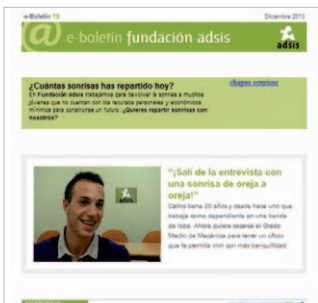 e-Boletín 10
Diciembre 2013
@ e-boletín fundación adsis
adsis
¿Cuántas sonrisas has repartido hoy?
chapas sonrisas
En Fundación Adsis trabajamos para devolver la sonrisa a muchos
jóvenes que no cuentan con los recursos personales y económicos
mínimos para construirse un futuro. ¿Quieres repartir sonrisas con
nosotros?
"¡Salí de la entrevista con
una sonrisa de oreja a
oreja!"
adsis
Carlos tiene 20 años y desde hace uno que
trabaja como dependiente en una tienda
de ropa. Ahora quiere sacarse el Grado
Medio de Mecánica para tener un oficio
que le permita vivir con más tranquilidad.